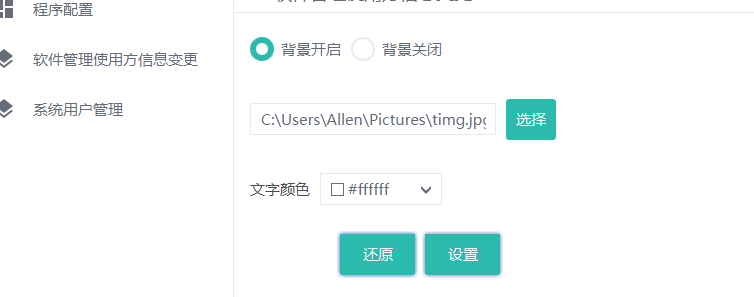 程序配置
软件管理使用方信息变更
系统用户管理
背景开启 背景关闭
C:\Users\Allen\Pictures\timg.jpg 选择
文字颜色 #ffffff
还原 设置